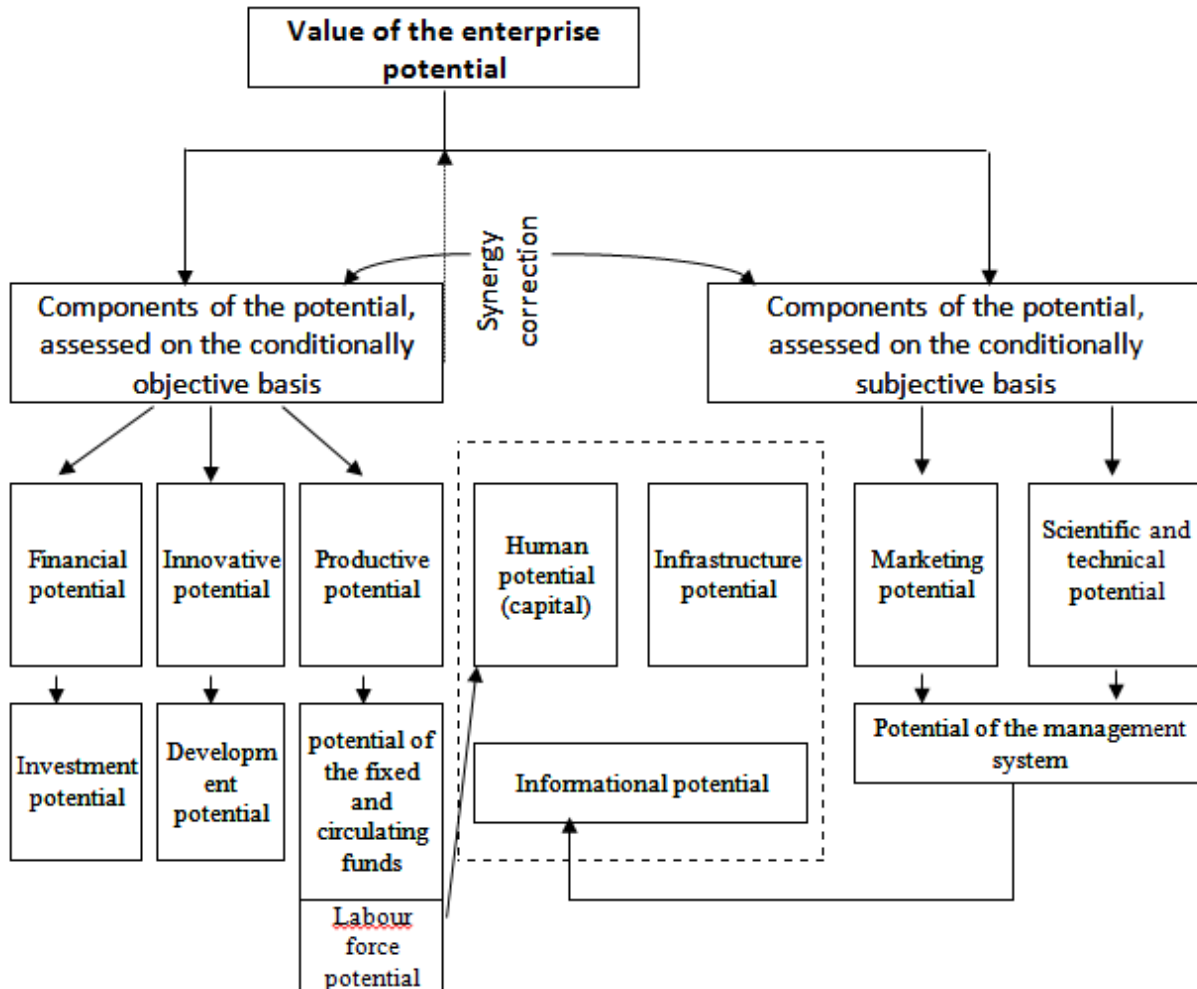 Value of the enterprise
potential
Synergy
correction
Components of the potential,
assessed on the conditionally
objective basis
Components of the potential,
assessed on the conditionally
subjective basis
Financial
potential
Innovative
potential
Productive
potential
Human
potential
(capital)
Infrastructure
potential
Marketing
potential
Scientific and
technical
potential
Investment
potential
Developm
ent
potential
potential of
the fixed
and
circulating
funds
Labour
force
potential
Informational potential
Potential of the management
system